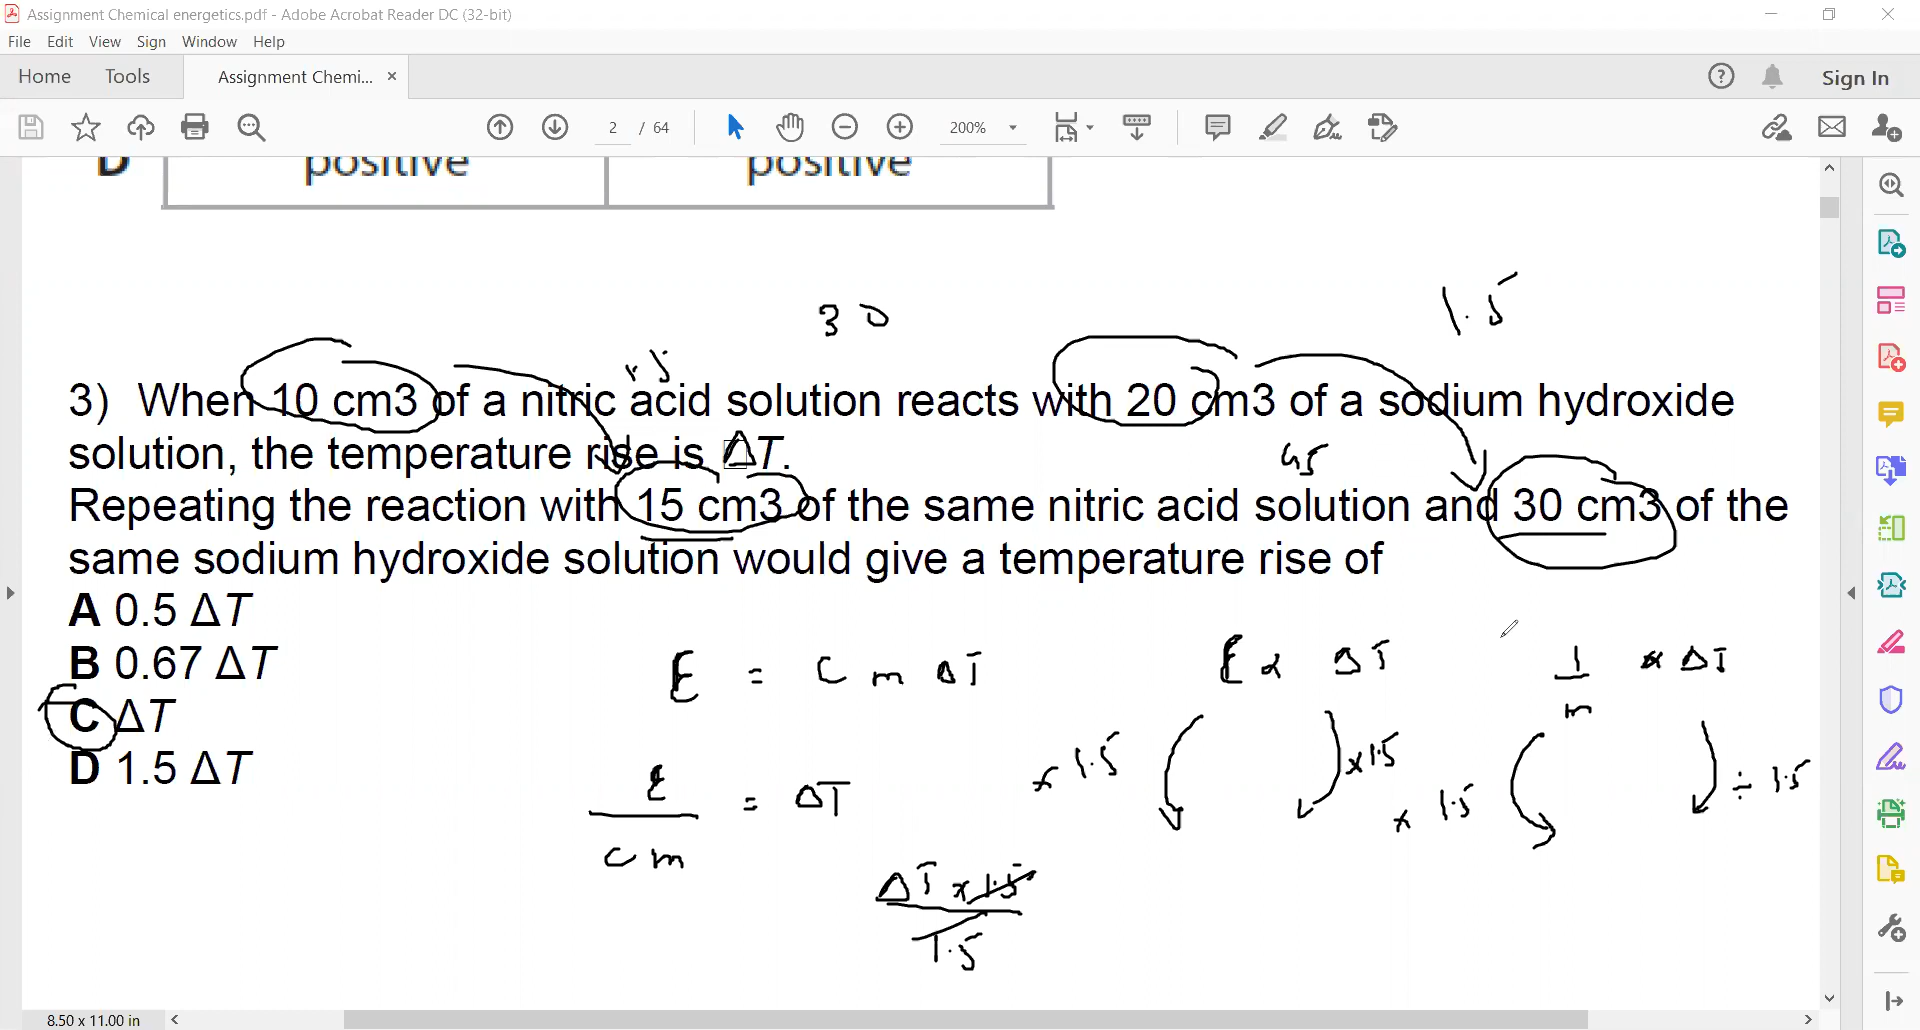 Assignment Chemical energetics.pdf - Adobe Acrobat Reader DC (32-bit)
File Edit View Sign Window Help
Home Tools Assignment Chemi... ×
Sign In
2 / 64 200%
D positive positive
30 1.5
3) When 10 cm3 of a nitric acid solution reacts with 20 cm3 of a sodium hydroxide
solution, the temperature rise is ΔT.
45
Repeating the reaction with 15 cm3 of the same nitric acid solution and 30 cm3 of the
same sodium hydroxide solution would give a temperature rise of
A 0.5 ΔT
B 0.67 ΔT
C ΔT
D 1.5 ΔT
E = C m ΔT
E ∝ ΔT
1/m ∝ ΔT
× 1.5 ×1.5
× 1.5 ÷ 1.5
E/cm = ΔT
ΔT × 1.5
1.5
8.50 x 11.00 in